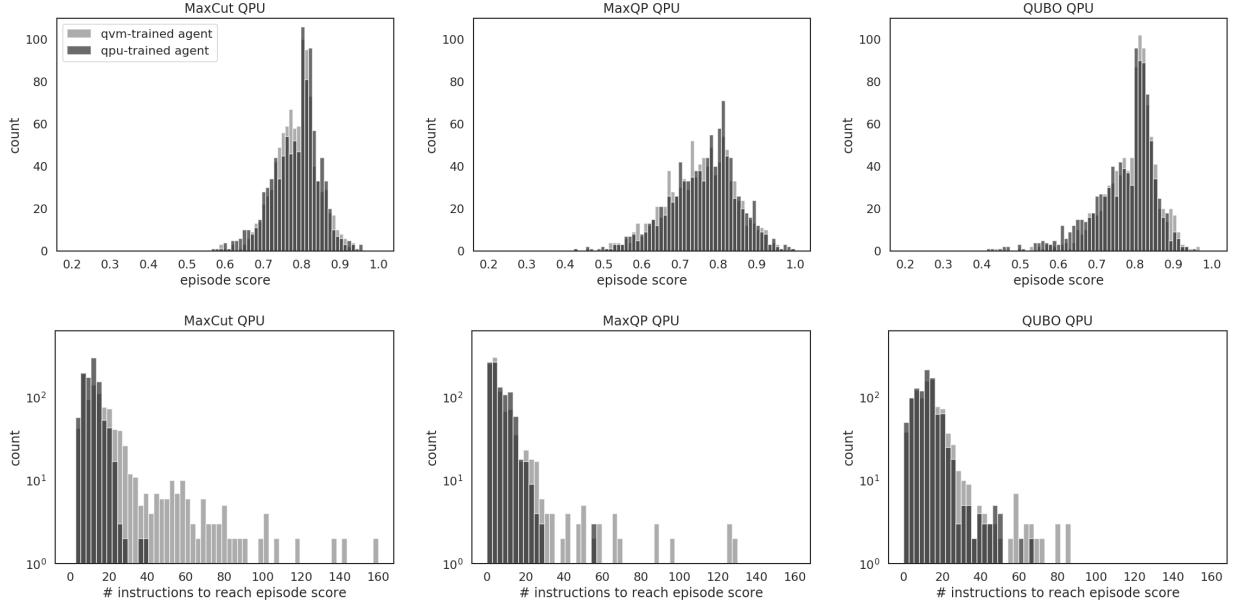 MaxCut QPU
qvm-trained agent
qpu-trained agent
count
100
80
60
40
20
0
0.2 0.3 0.4 0.5 0.6 0.7 0.8 0.9 1.0
episode score
MaxQP QPU
count
100
80
60
40
20
0
0.2 0.3 0.4 0.5 0.6 0.7 0.8 0.9 1.0
episode score
QUBO QPU
count
100
80
60
40
20
0
0.2 0.3 0.4 0.5 0.6 0.7 0.8 0.9 1.0
episode score
MaxCut QPU
count
10²
10¹
10⁰
0 20 40 60 80 100 120 140 160
# instructions to reach episode score
MaxQP QPU
count
10²
10¹
10⁰
0 20 40 60 80 100 120 140 160
# instructions to reach episode score
QUBO QPU
count
10²
10¹
10⁰
0 20 40 60 80 100 120 140 160
# instructions to reach episode score